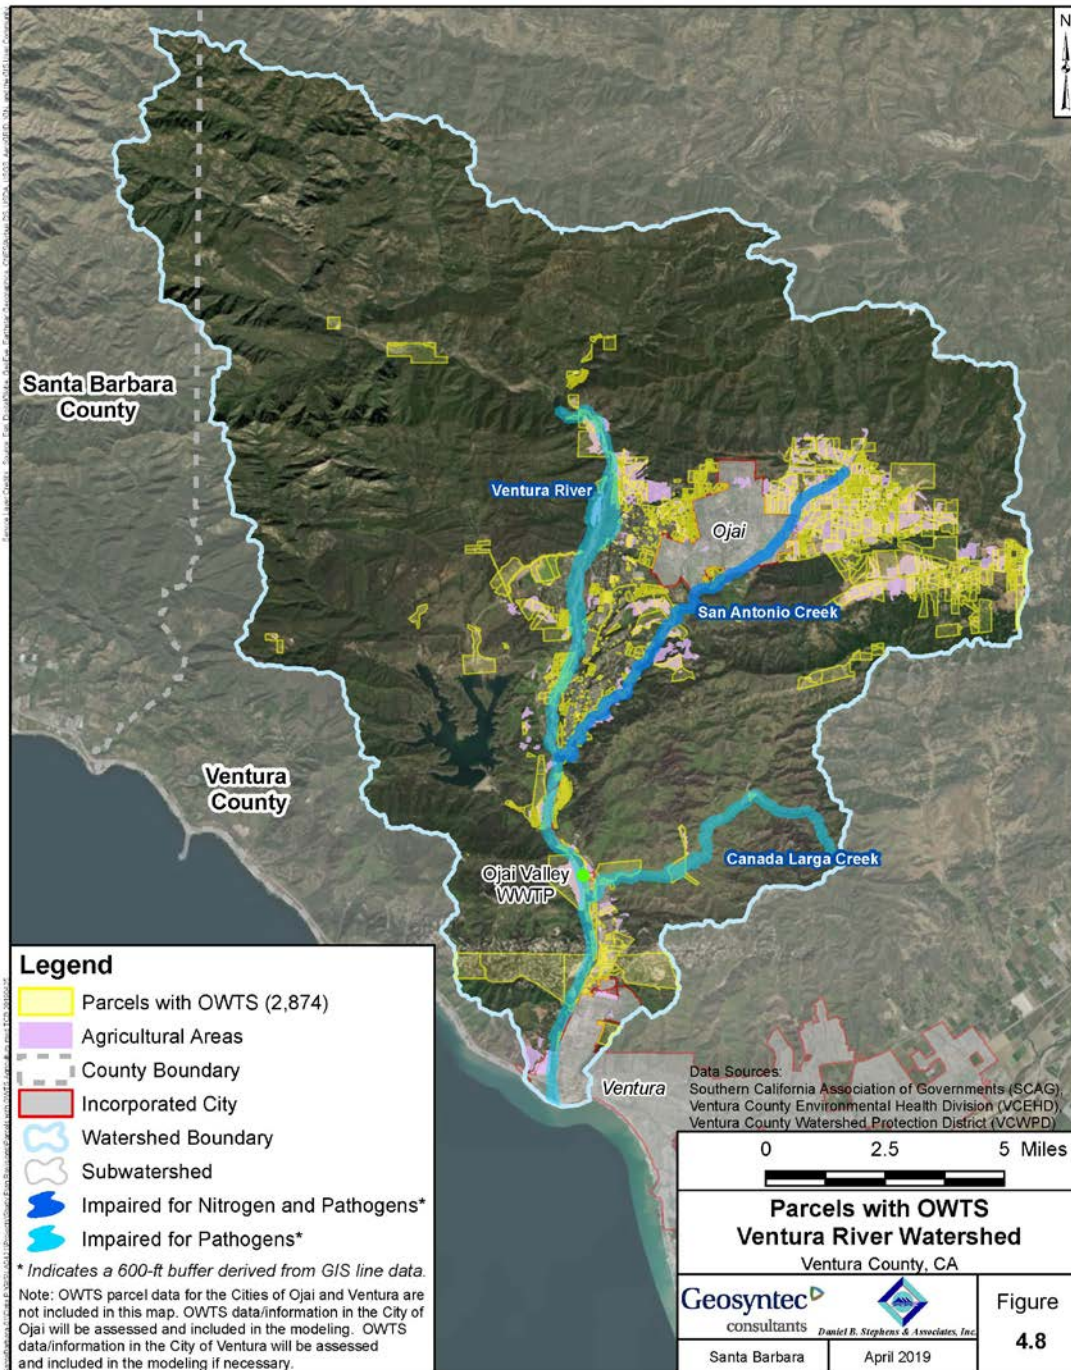 N
Santa Barbara
County
Ventura River
Ojai
San Antonio Creek
Ventura
County
Canada Larga Creek
Ojai Valley
WWTP
Ventura
Legend
Parcels with OWTS (2,874)
Agricultural Areas
County Boundary
Incorporated City
Watershed Boundary
Subwatershed
Impaired for Nitrogen and Pathogens*
Impaired for Pathogens*
* Indicates a 600-ft buffer derived from GIS line data.
Note: OWTS parcel data for the Cities of Ojai and Ventura are
not included in this map. OWTS data/information in the City of
Ojai will be assessed and included in the modeling. OWTS
data/information in the City of Ventura will be assessed
and included in the modeling if necessary.
Data Sources:
Southern California Association of Governments (SCAG),
Ventura County Environmental Health Division (VCEHD),
Ventura County Watershed Protection District (VCWPD)
0 2.5 5 Miles
Parcels with OWTS
Ventura River Watershed
Ventura County, CA
Geosyntec
consultants
Daniel B. Stephens & Associates, Inc.
Santa Barbara
April 2019
Figure
4.8